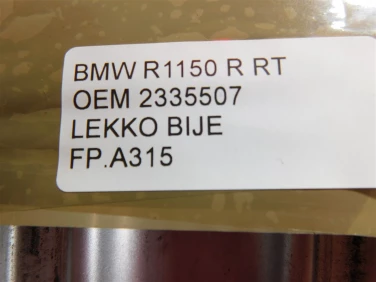 BMW R1150 R RT
OEM 2335507
LEKKO BIJE
FP.A315